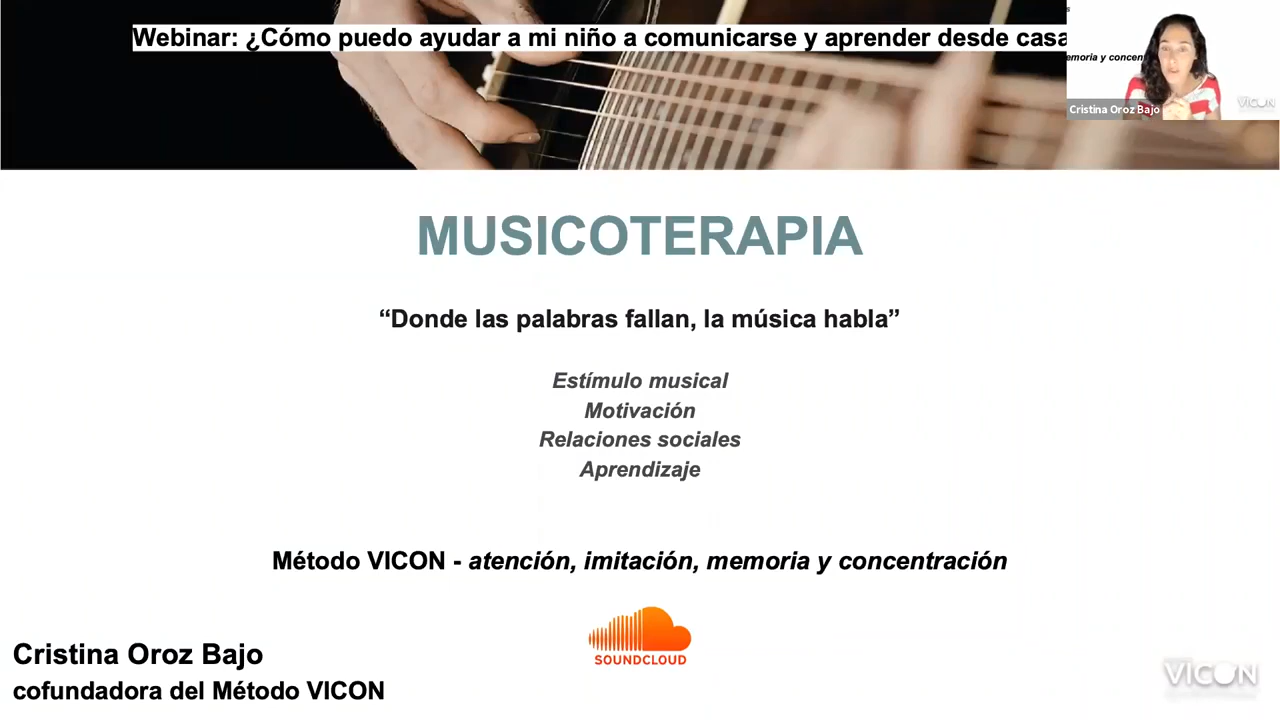 Webinar: ¿Cómo puedo ayudar a mi niño a comunicarse y aprender desde casa
emoria y concen
Cristina Oroz Bajo
VICON
MUSICOTERAPIA
“Donde las palabras fallan, la música habla”
Estímulo musical
Motivación
Relaciones sociales
Aprendizaje
Método VICON - atención, imitación, memoria y concentración
SOUNDCLOUD
Cristina Oroz Bajo
cofundadora del Método VICON
VICON